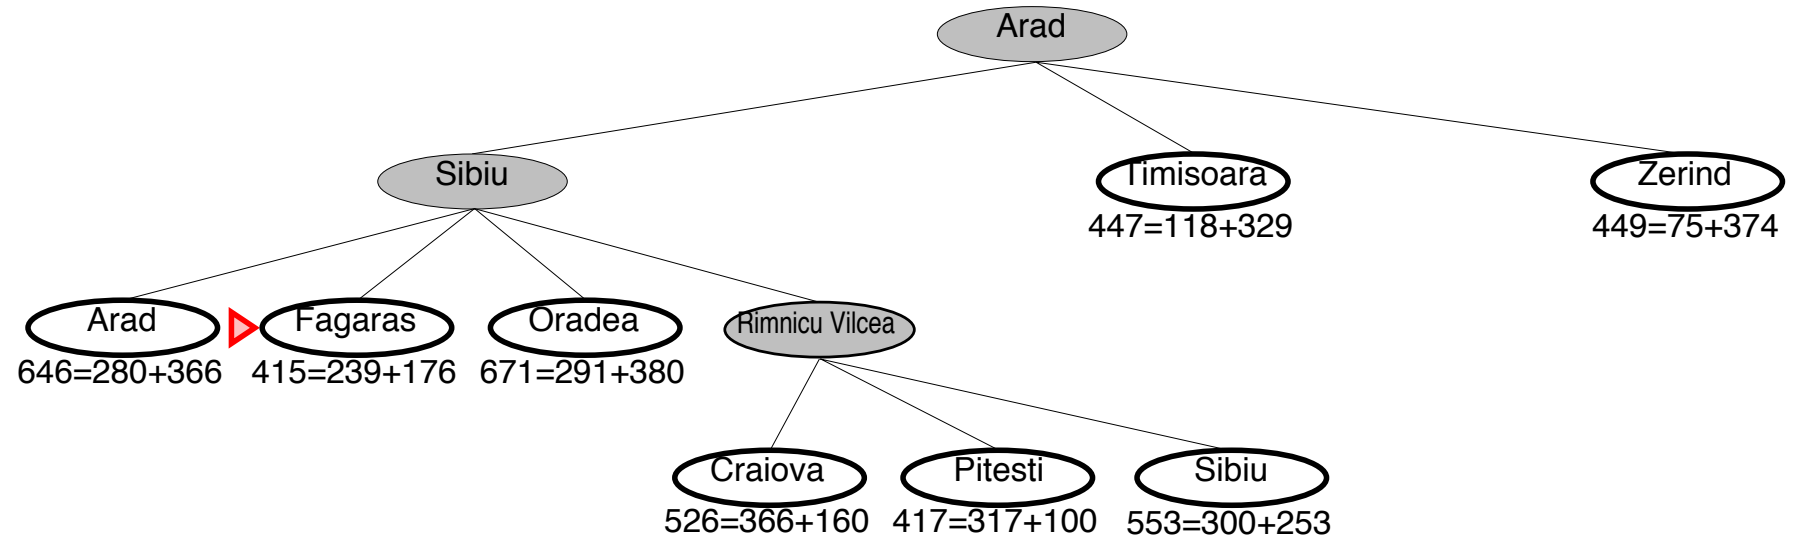 Arad
Sibiu
Timisoara
Zerind
447=118+329
449=75+374
Arad
Fagaras
Oradea
Rimnicu Vilcea
646=280+366
415=239+176
671=291+380
Craiova
Pitesti
Sibiu
526=366+160
417=317+100
553=300+253